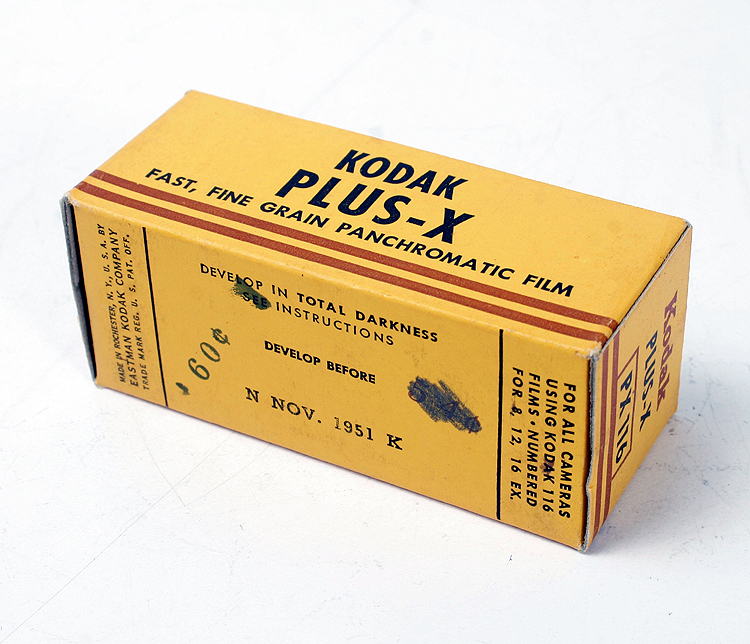 KODAK
PLUS-X
FAST, FINE GRAIN PANCHROMATIC FILM
MADE IN ROCHESTER, N. Y., U. S. A. BY
EASTMAN KODAK COMPANY
TRADE MARK REG. U. S. PAT. OFF.
DEVELOP IN TOTAL DARKNESS
SEE INSTRUCTIONS
60¢
DEVELOP BEFORE
N NOV. 1951 K
FOR ALL CAMERAS
USING KODAK 116
FILMS • NUMBERED
FOR 8, 12, 16 EX.
Kodak
PLUS-X
PX 116